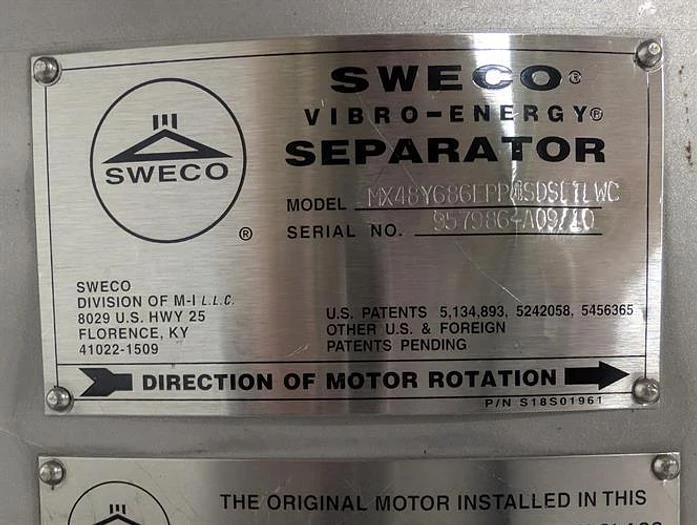 SWECO®
VIBRO-ENERGY®
SEPARATOR
SWECO
®
MODEL
SERIAL NO. 957986-A09/10
SWECO
DIVISION OF M-I L.L.C.
8029 U.S. HWY 25
FLORENCE, KY
41022-1509
U.S. PATENTS 5,134,893, 5242058, 5456365
OTHER U.S. & FOREIGN
PATENTS PENDING
DIRECTION OF MOTOR ROTATION
P/N S18S01961
THE ORIGINAL MOTOR INSTALLED IN THIS